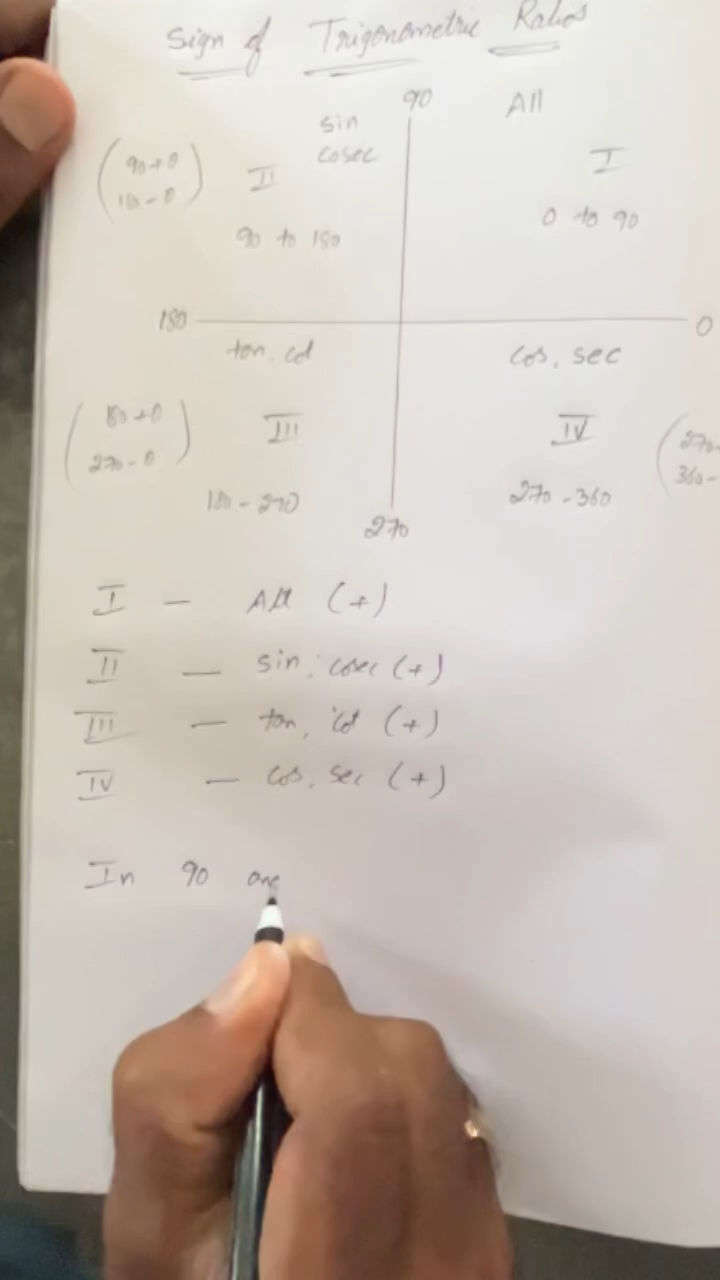 Sign of Trigonometric Ratios
90 All
sin
cosec
(90+θ
180-θ)
II
I
90 to 180
0 to 90
180
0
tan, cot
cos, sec
(180+θ
270-θ)
III
IV
(270-
360-
180 - 270
270 - 360
270
I — All (+)
II — sin, cosec (+)
III — tan, cot (+)
IV — cos, sec (+)
In 90